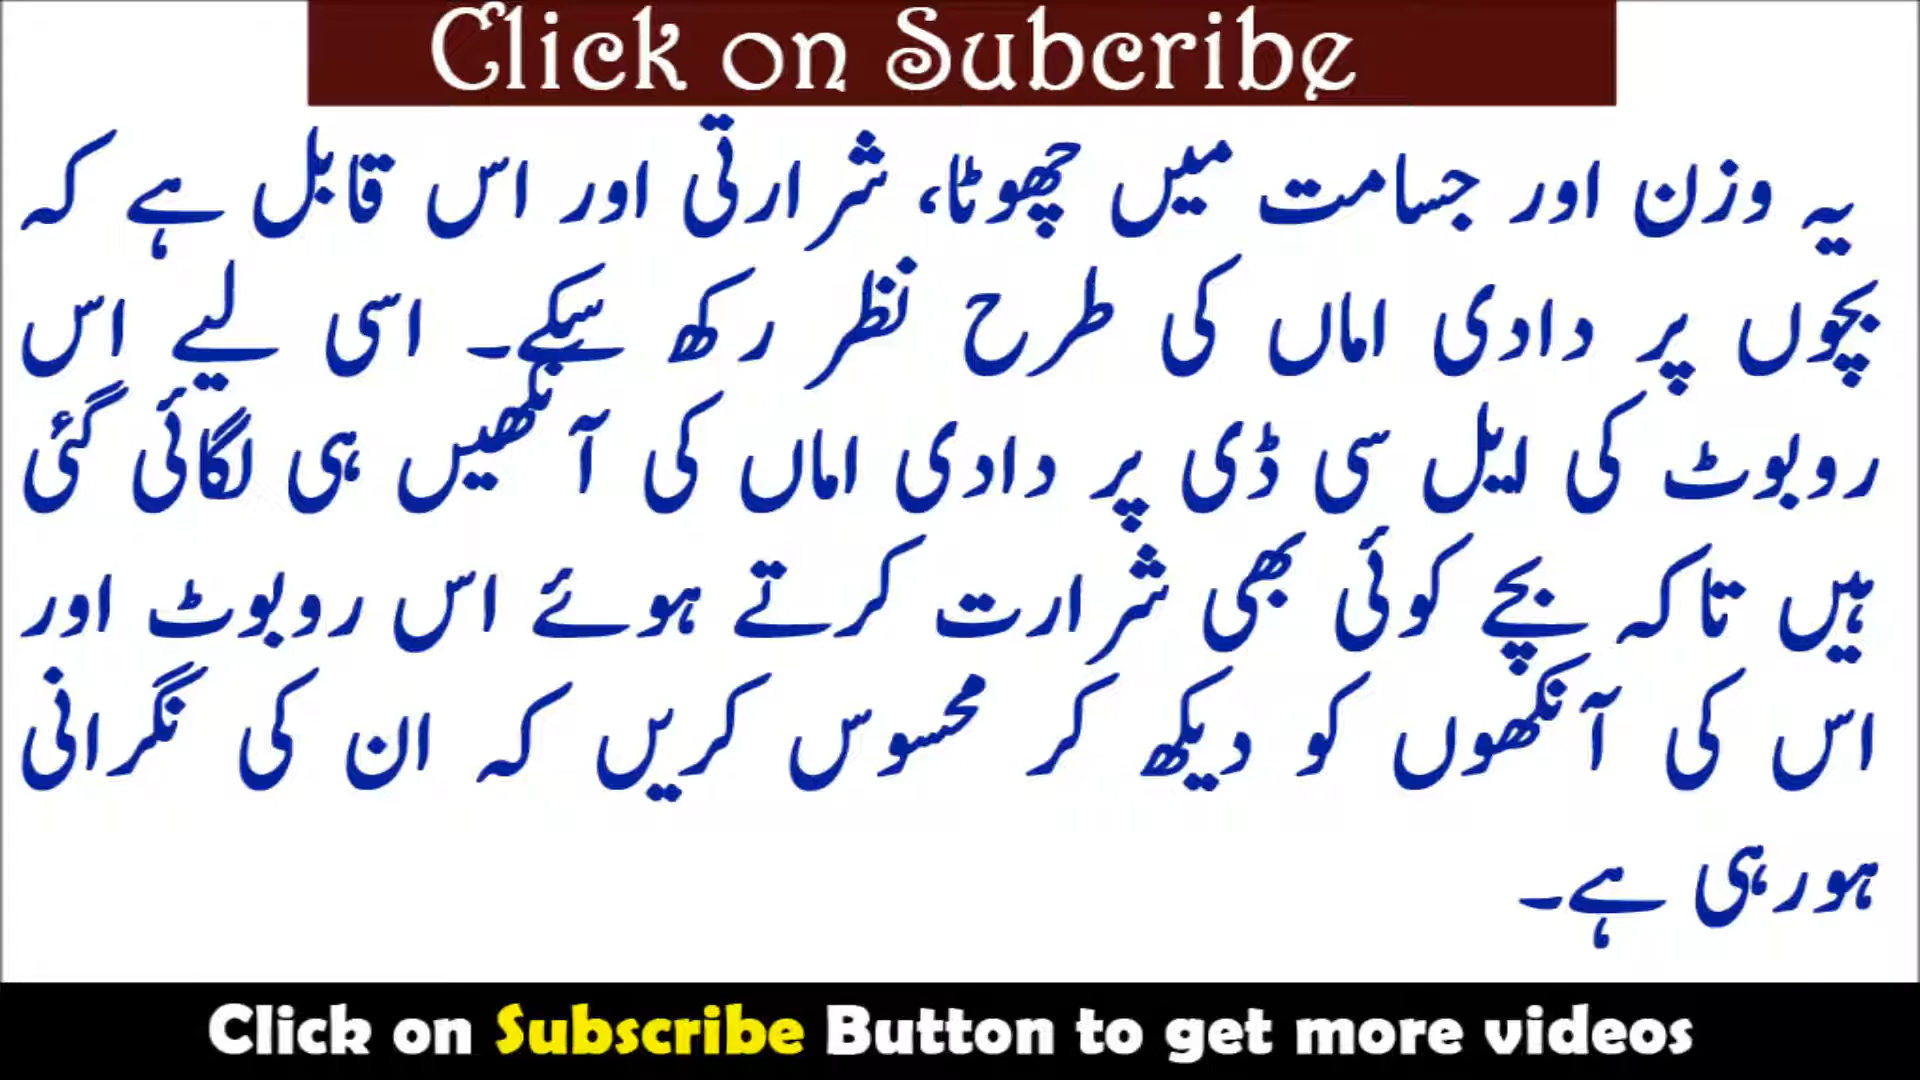 Click on Subcribe
یہ وزن اور جسامت میں چھوٹا، شرارتی اور اس قابل ہے کہ
بچوں پر دادی اماں کی طرح نظر رکھ سکے۔ اسی لیے اس
روبوٹ کی ایل سی ڈی پر دادی اماں کی آنکھیں ہی لگائی گئی
ہیں تاکہ بچے کوئی بھی شرارت کرتے ہوئے اس روبوٹ اور
اس کی آنکھوں کو دیکھ کر محسوس کریں کہ ان کی نگرانی
ہورہی ہے۔
Click on Subscribe Button to get more videos